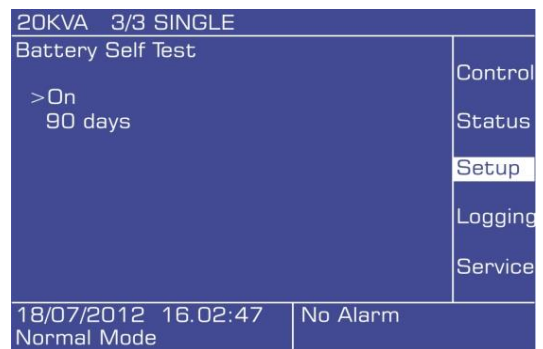 20KVA 3/3 SINGLE
Battery Self Test
>On
90 days
Control
Status
Setup
Logging
Service
18/07/2012 16.02:47
Normal Mode
No Alarm